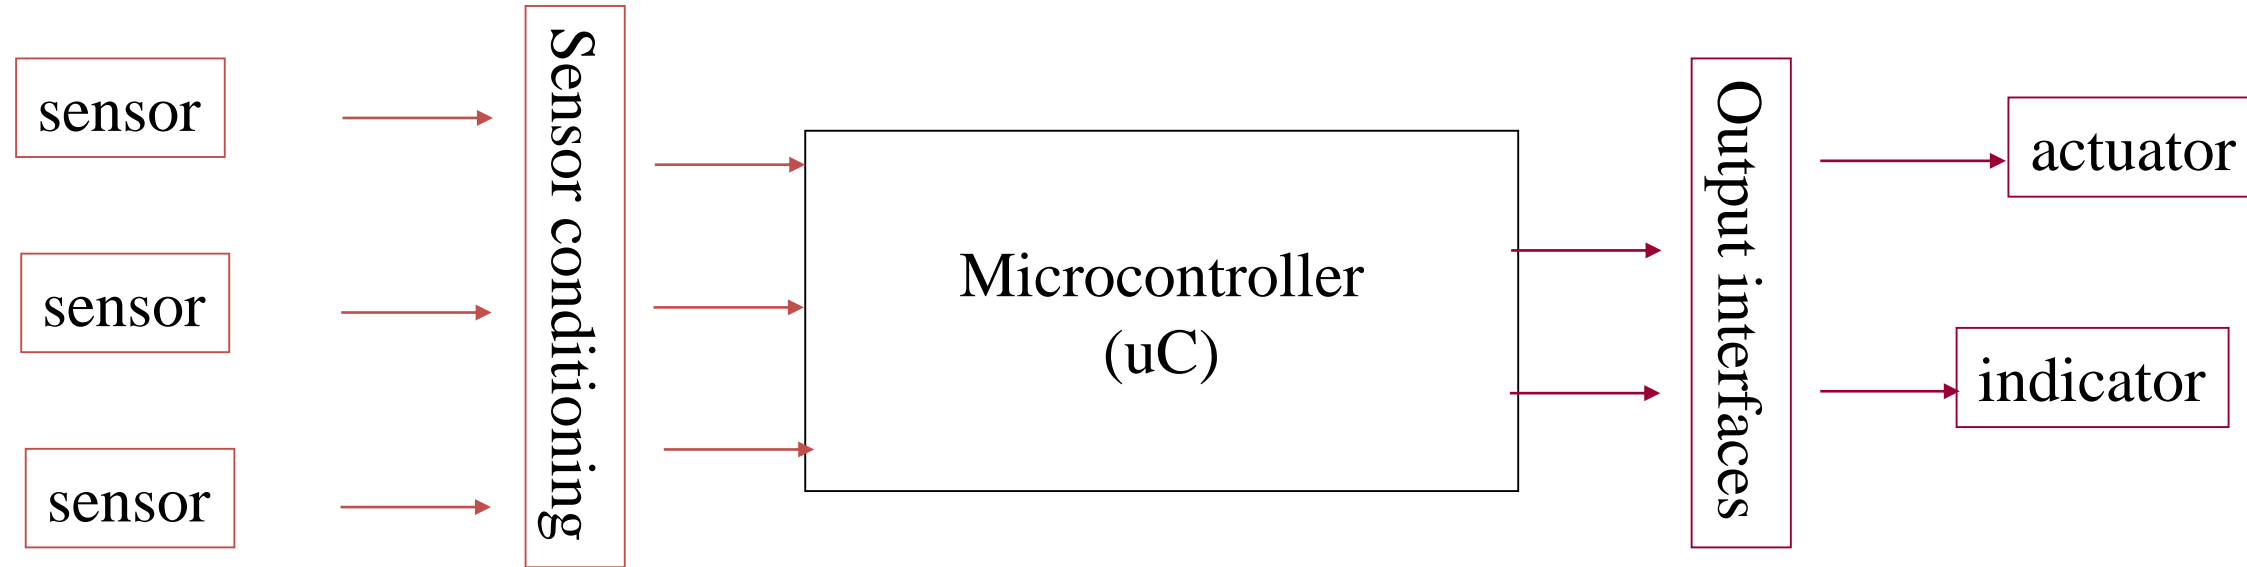 sensor
sensor
sensor
Sensor conditioning
Microcontroller
(uC)
Output interfaces
actuator
indicator